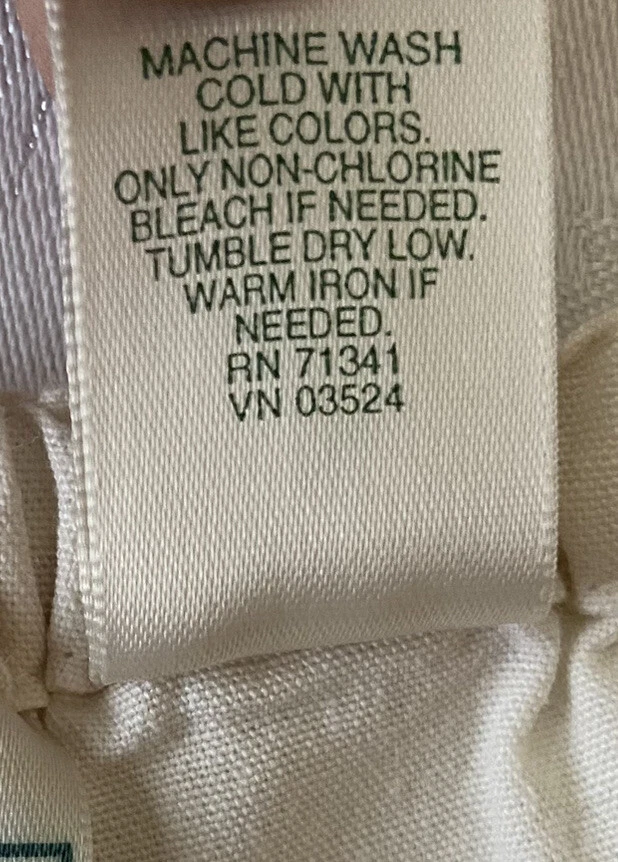 MACHINE WASH
COLD WITH
LIKE COLORS.
ONLY NON-CHLORINE
BLEACH IF NEEDED.
TUMBLE DRY LOW.
WARM IRON IF
NEEDED.
RN 71341
VN 03524